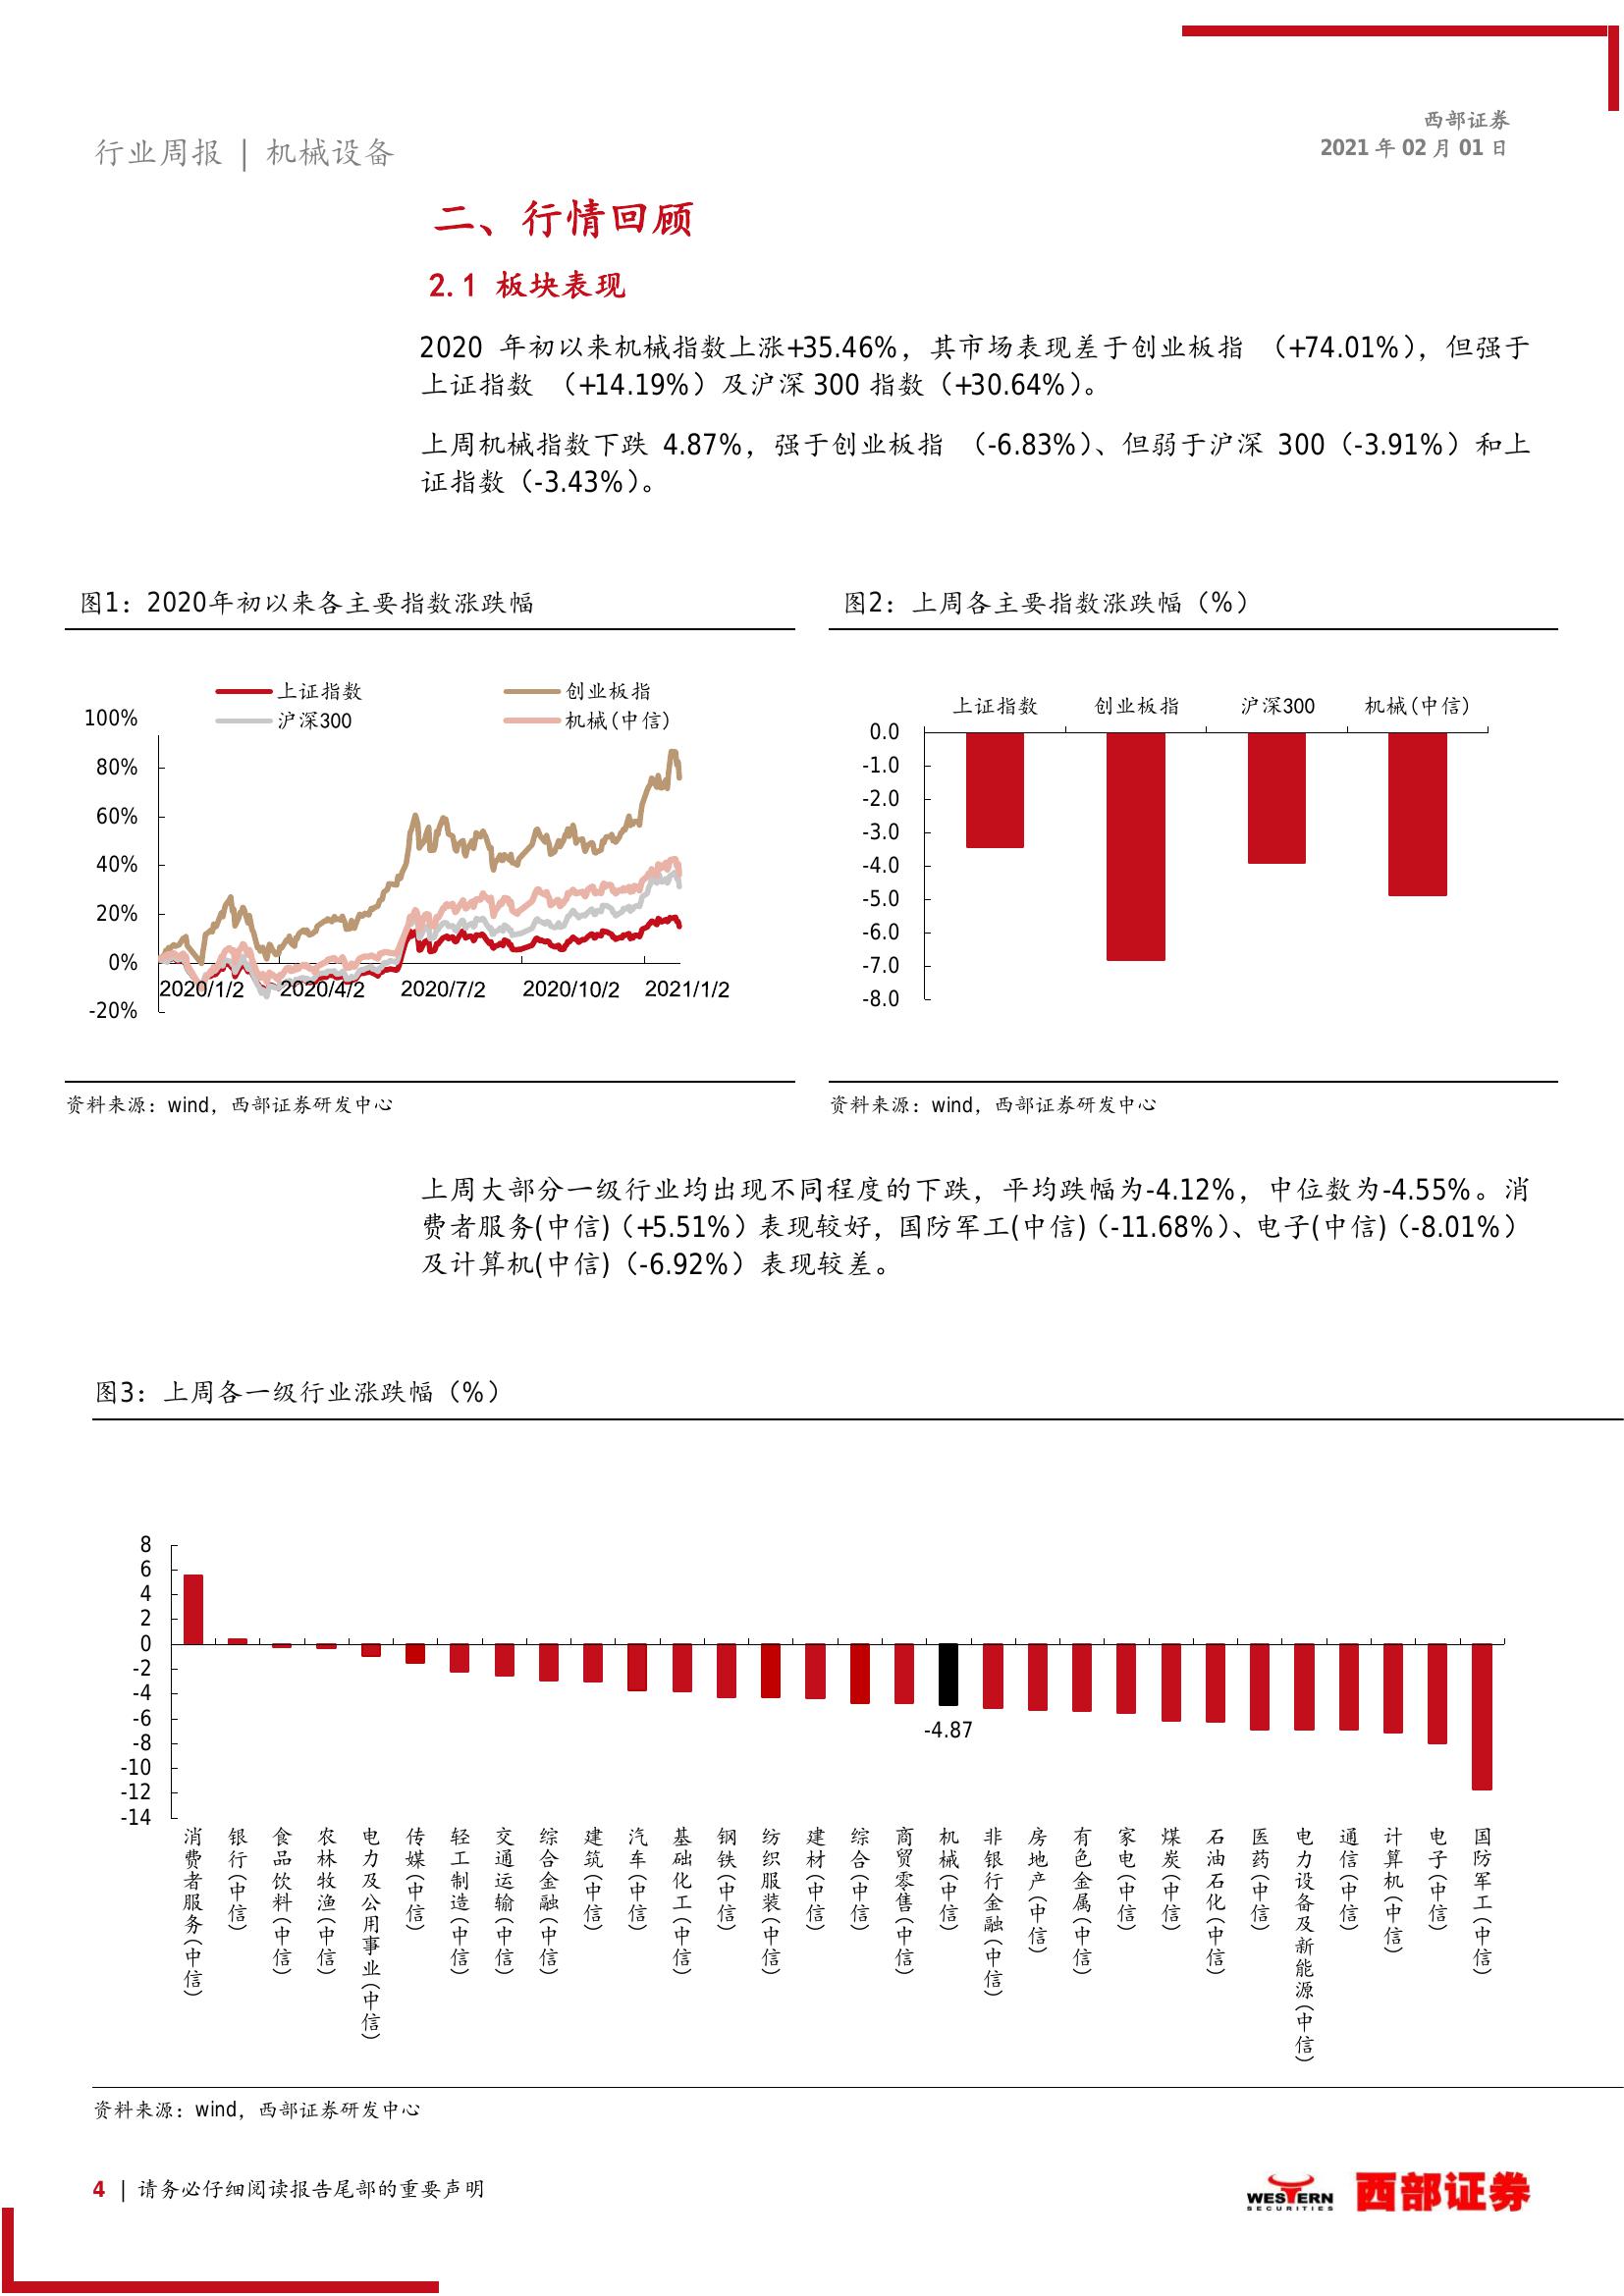 行业周报 | 机械设备
西部证券
2021 年 02 月 01 日
二、行情回顾
2.1 板块表现
2020 年初以来机械指数上涨+35.46%，其市场表现差于创业板指 （+74.01%），但强于
上证指数 （+14.19%）及沪深 300 指数（+30.64%）。
上周机械指数下跌 4.87%，强于创业板指 （-6.83%）、但弱于沪深 300（-3.91%）和上
证指数（-3.43%）。
图1：2020年初以来各主要指数涨跌幅
上证指数
创业板指
沪深300
机械(中信)
100%
80%
60%
40%
20%
0%
-20%
2020/1/2
2020/4/2
2020/7/2
2020/10/2
2021/1/2
资料来源：wind，西部证券研发中心
图2：上周各主要指数涨跌幅（%）
上证指数
创业板指
沪深300
机械(中信)
0.0
-1.0
-2.0
-3.0
-4.0
-5.0
-6.0
-7.0
-8.0
资料来源：wind，西部证券研发中心
上周大部分一级行业均出现不同程度的下跌，平均跌幅为-4.12%，中位数为-4.55%。消
费者服务(中信)（+5.51%）表现较好，国防军工(中信)（-11.68%）、电子(中信)（-8.01%）
及计算机(中信)（-6.92%）表现较差。
图3：上周各一级行业涨跌幅（%）
8
6
4
2
0
-2
-4
-6
-8
-10
-12
-14
-4.87
消费者服务(中信)
银行(中信)
食品饮料(中信)
农林牧渔(中信)
电力及公用事业(中信)
传媒(中信)
轻工制造(中信)
交通运输(中信)
综合金融(中信)
建筑(中信)
汽车(中信)
基础化工(中信)
钢铁(中信)
纺织服装(中信)
建材(中信)
综合(中信)
商贸零售(中信)
机械(中信)
非银行金融(中信)
房地产(中信)
有色金属(中信)
家电(中信)
煤炭(中信)
石油石化(中信)
医药(中信)
电力设备及新能源(中信)
通信(中信)
计算机(中信)
电子(中信)
国防军工(中信)
资料来源：wind，西部证券研发中心
4 | 请务必仔细阅读报告尾部的重要声明
WESTERN
SECURITIES
西部证券